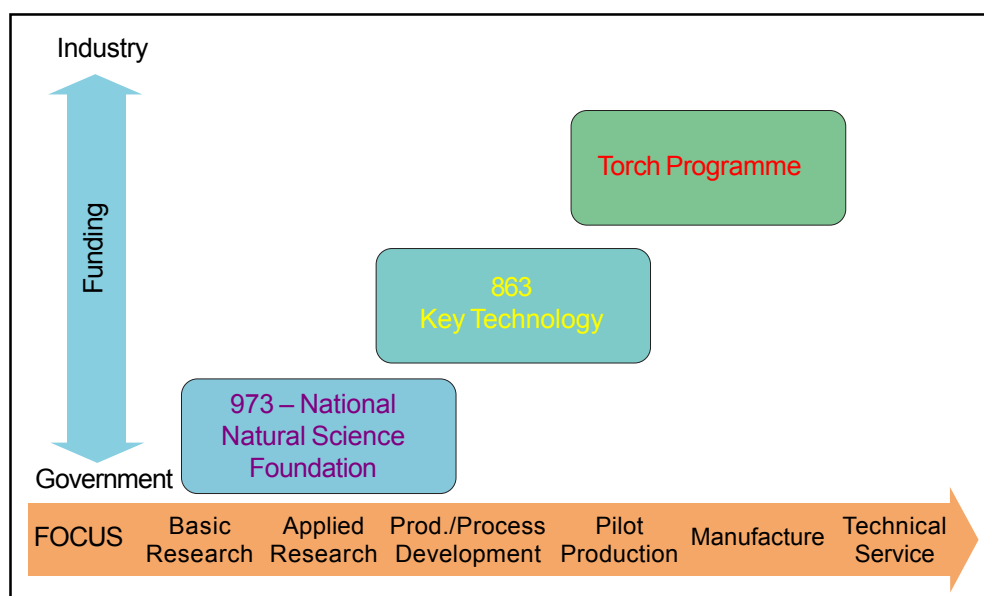 Industry
Funding
Government
Torch Programme
863
Key Technology
973 – National
Natural Science
Foundation
FOCUS
Basic
Research
Applied
Research
Prod./Process
Development
Pilot
Production
Manufacture
Technical
Service